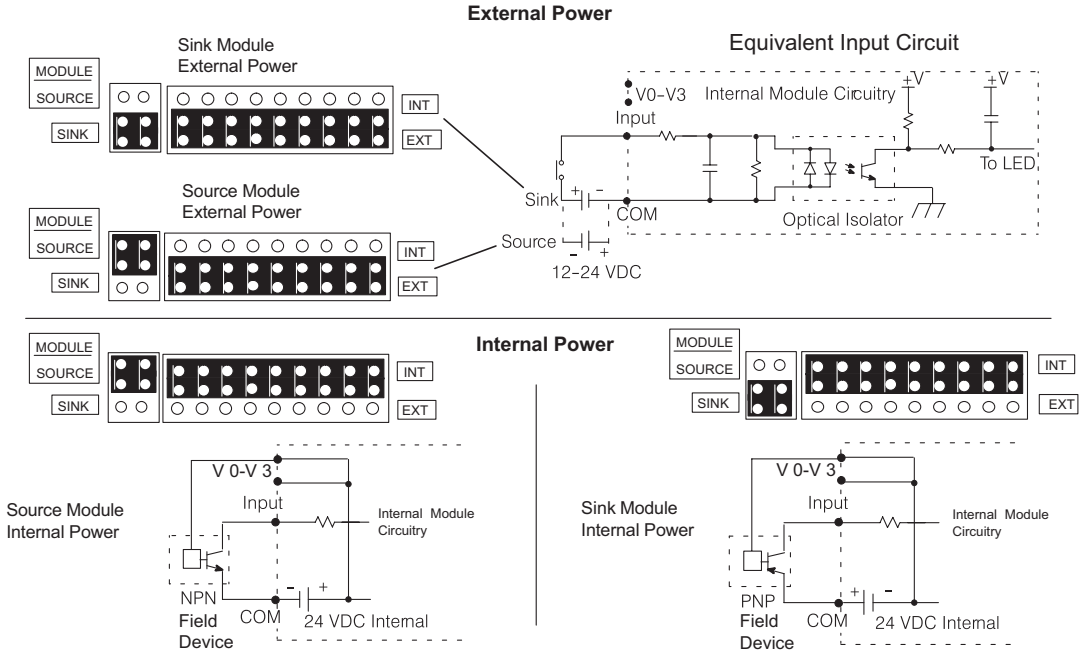 External Power
Sink Module
External Power
MODULE
SOURCE
SINK
INT
EXT
Source Module
External Power
MODULE
SOURCE
SINK
INT
EXT
Equivalent Input Circuit
V0-V3
Internal Module Circuitry
+V
+V
Input
To LED
Sink
+
-
COM
Optical Isolator
Source
-
+
12-24 VDC
Internal Power
MODULE
SOURCE
SINK
INT
EXT
Source Module
Internal Power
V 0-V 3
Input
Internal Module
Circuitry
NPN
Field
Device
COM
-
+
24 VDC Internal
MODULE
SOURCE
SINK
INT
EXT
Sink Module
Internal Power
V 0-V 3
Input
Internal Module
Circuitry
PNP
Field
Device
COM
+
-
24 VDC Internal